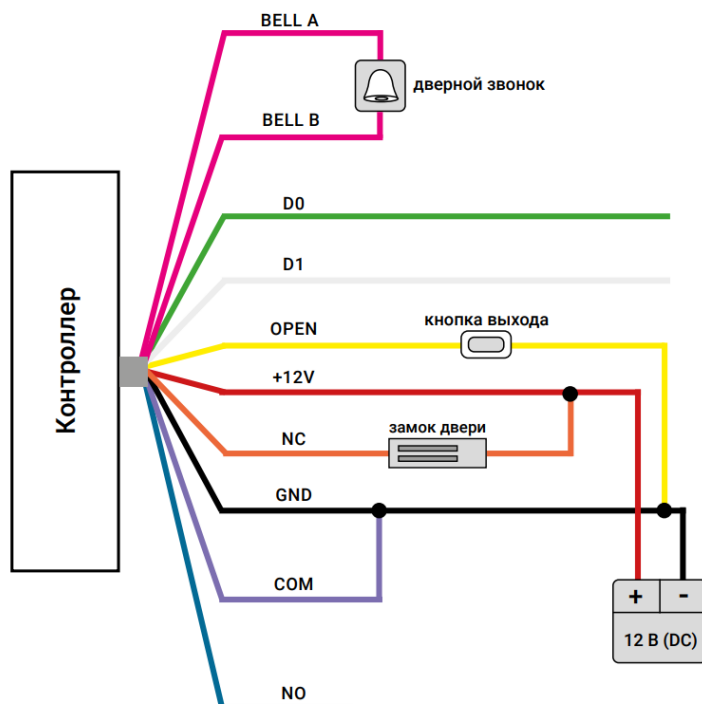 BELL A
дверной звонок
BELL B
D0
D1
Контроллер
кнопка выхода
OPEN
+12V
замок двери
NC
GND
COM
+ -
12 В (DC)
NO